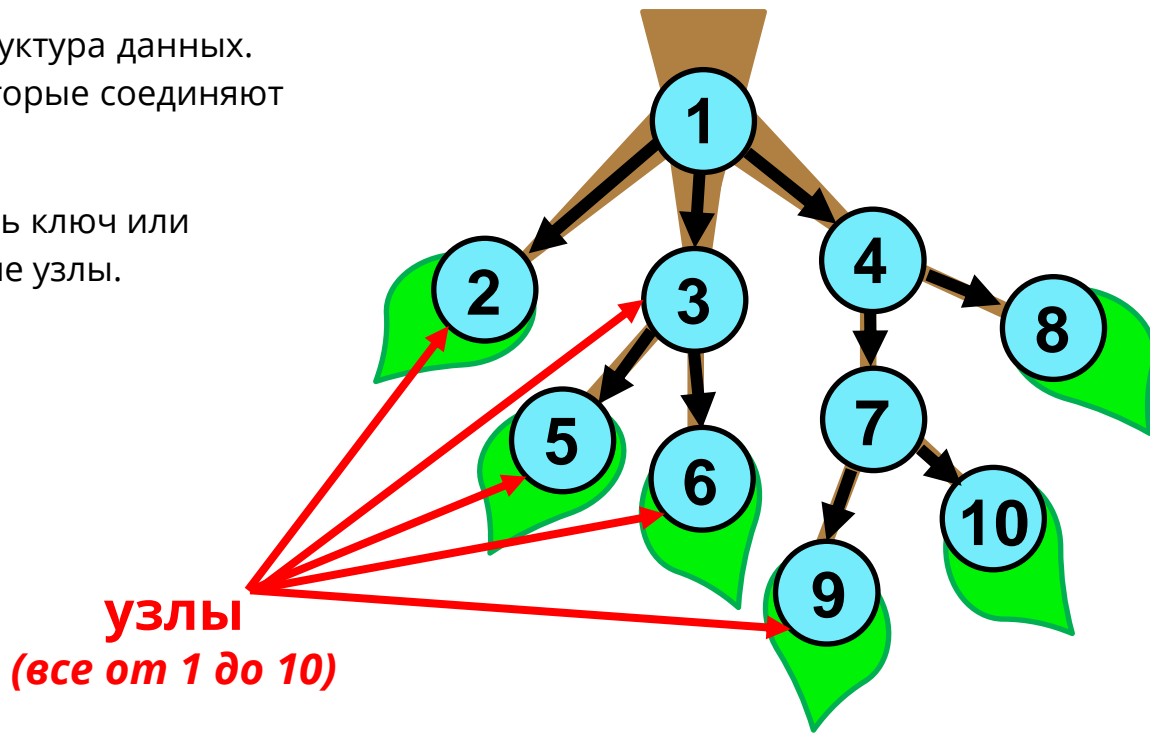 уктура данных.
торые соединяют
ь ключ или
е узлы.
1
2
3
4
8
5
6
7
10
9
узлы
(все от 1 до 10)